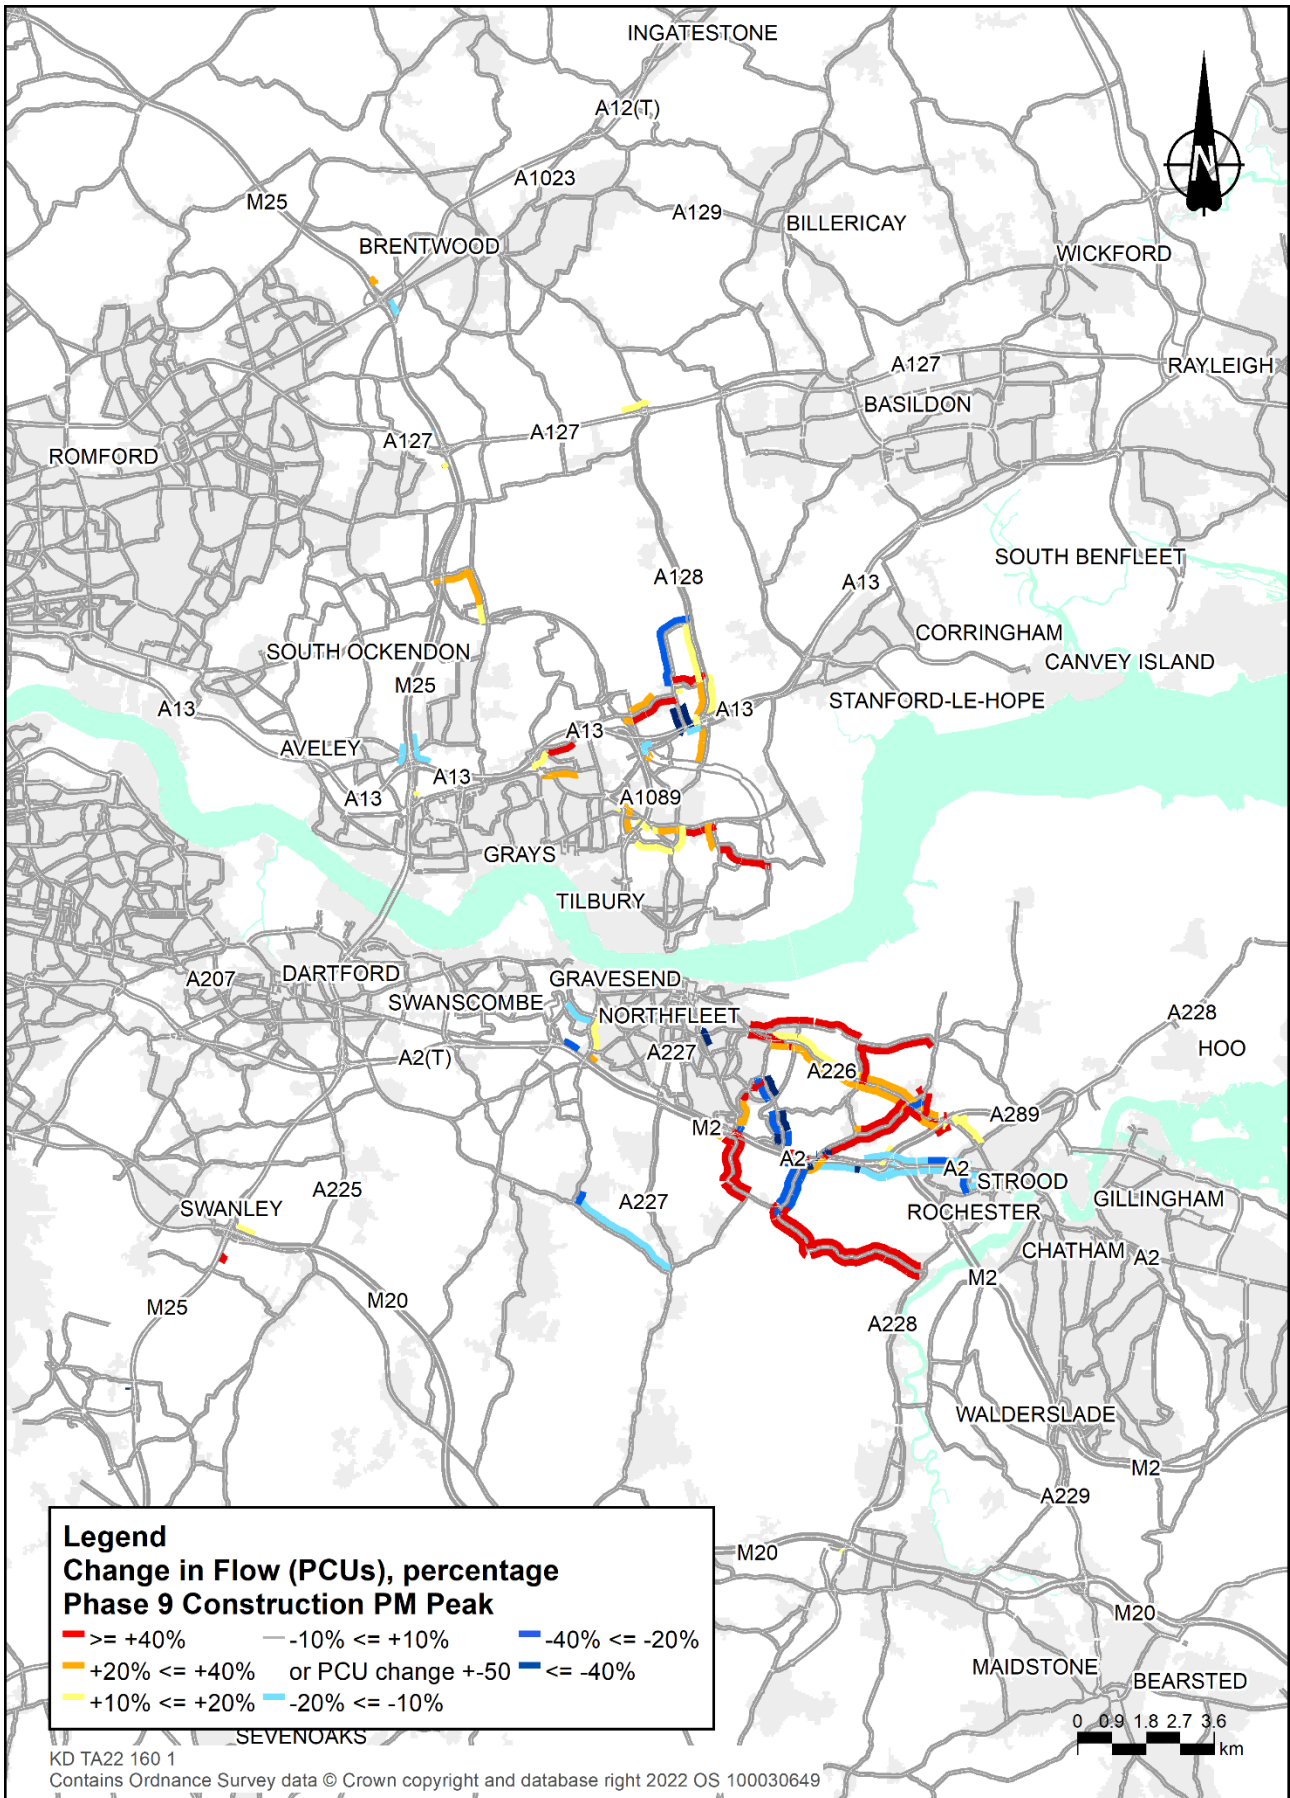 INGATESTONE
A12(T)
N
A1023
M25
A129
BILLERICAY
BRENTWOOD
WICKFORD
A127
RAYLEIGH
BASILDON
A127
A127
ROMFORD
SOUTH BENFLEET
A128
A13
CORRINGHAM
SOUTH OCKENDON
CANVEY ISLAND
M25
STANFORD-LE-HOPE
A13
A13
A13
AVELEY
A13
A13
A1089
GRAYS
TILBURY
A207
DARTFORD
GRAVESEND
SWANSCOMBE
NORTHFLEET
A228
HOO
A227
A2(T)
A226
A289
M2
A2
A2
STROOD
A225
A227
GILLINGHAM
SWANLEY
ROCHESTER
CHATHAM
A2
M2
M20
M25
A228
WALDERSLADE
M2
A229
M20
M20
MAIDSTONE
BEARSTED
Legend
Change in Flow (PCUs), percentage
Phase 9 Construction PM Peak
>= +40%
-10% <= +10%
-40% <= -20%
+20% <= +40%
or PCU change +-50
<= -40%
+10% <= +20%
-20% <= -10%
0 0.9 1.8 2.7 3.6
km
SEVENOAKS
KD TA22 160 1
Contains Ordnance Survey data © Crown copyright and database right 2022 OS 100030649